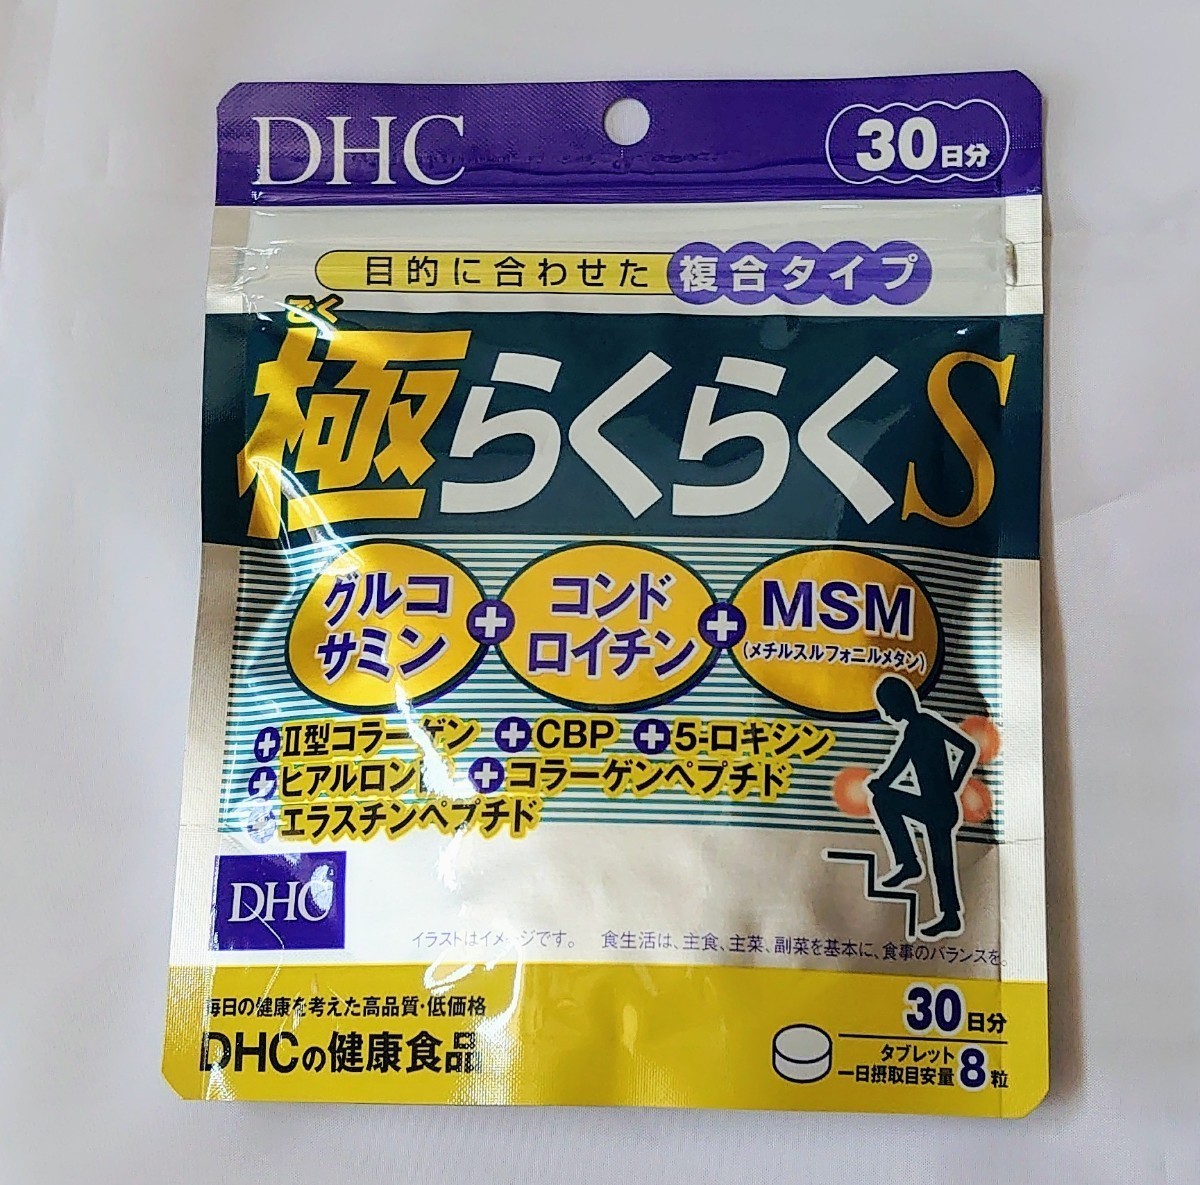 DHC
30日分
目的に合わせた 複合タイプ
ごく
極らくらくS
グルコ
サミン
+
コンド
ロイチン
+
MSM
(メチルスルフォニルメタン)
+II型コラーゲン +CBP +5-ロキシン
+ヒアルロン +コラーゲンペプチド
エラスチンペプチド
DHC
イラストはイメージです。 食生活は、主食、主菜、副菜を基本に、食事のバランスを。
毎日の健康を考えた高品質・低価格
DHCの健康食品
30日分
タブレット
一日摂取目安量 8粒